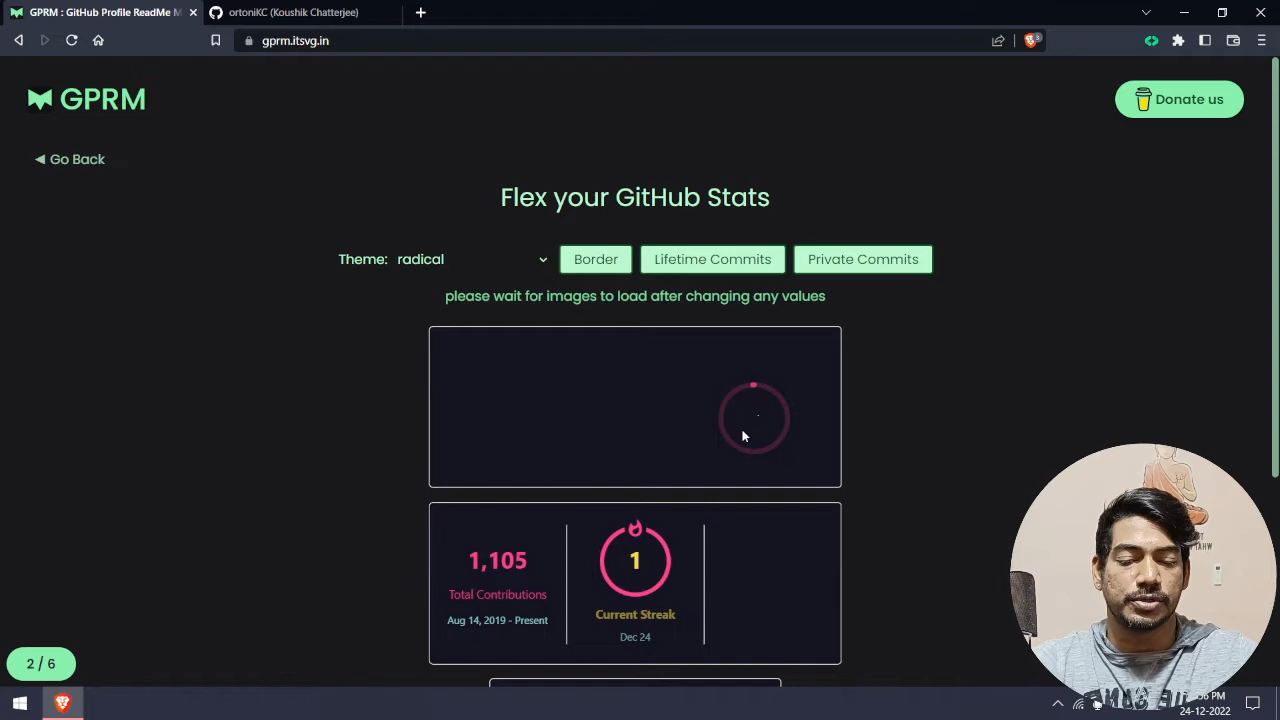 GPRM : GitHub Profile ReadMe M
ortoniKC (Koushik Chatterjee)
gprm.itsvg.in
3
GPRM
Donate us
Go Back
Flex your GitHub Stats
Theme: radical
Border
Lifetime Commits
Private Commits
please wait for images to load after changing any values
1,105
Total Contributions
Aug 14, 2019 - Present
1
Current Streak
Dec 24
2 / 6
24-12-2022